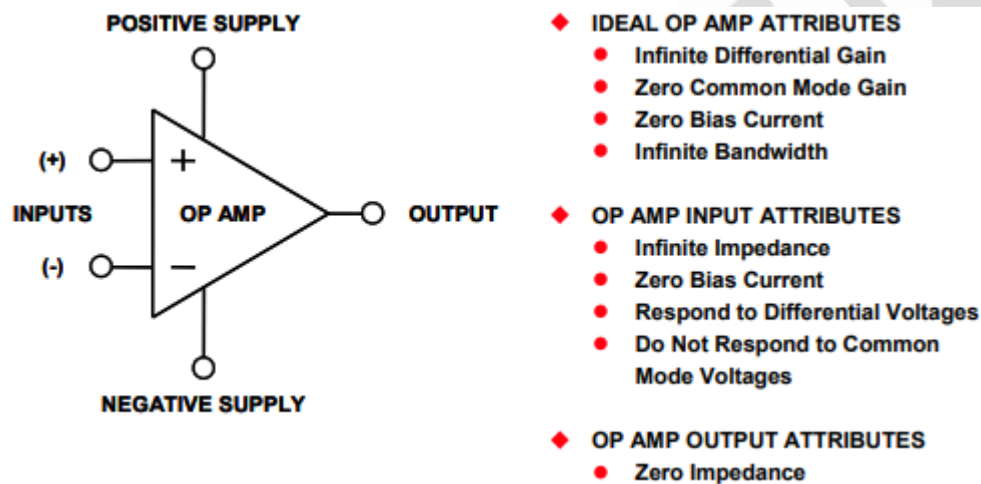 POSITIVE SUPPLY
(+)
+
INPUTS
OP AMP
OUTPUT
(-)
−
NEGATIVE SUPPLY
IDEAL OP AMP ATTRIBUTES
Infinite Differential Gain
Zero Common Mode Gain
Zero Bias Current
Infinite Bandwidth
OP AMP INPUT ATTRIBUTES
Infinite Impedance
Zero Bias Current
Respond to Differential Voltages
Do Not Respond to Common
Mode Voltages
OP AMP OUTPUT ATTRIBUTES
Zero Impedance